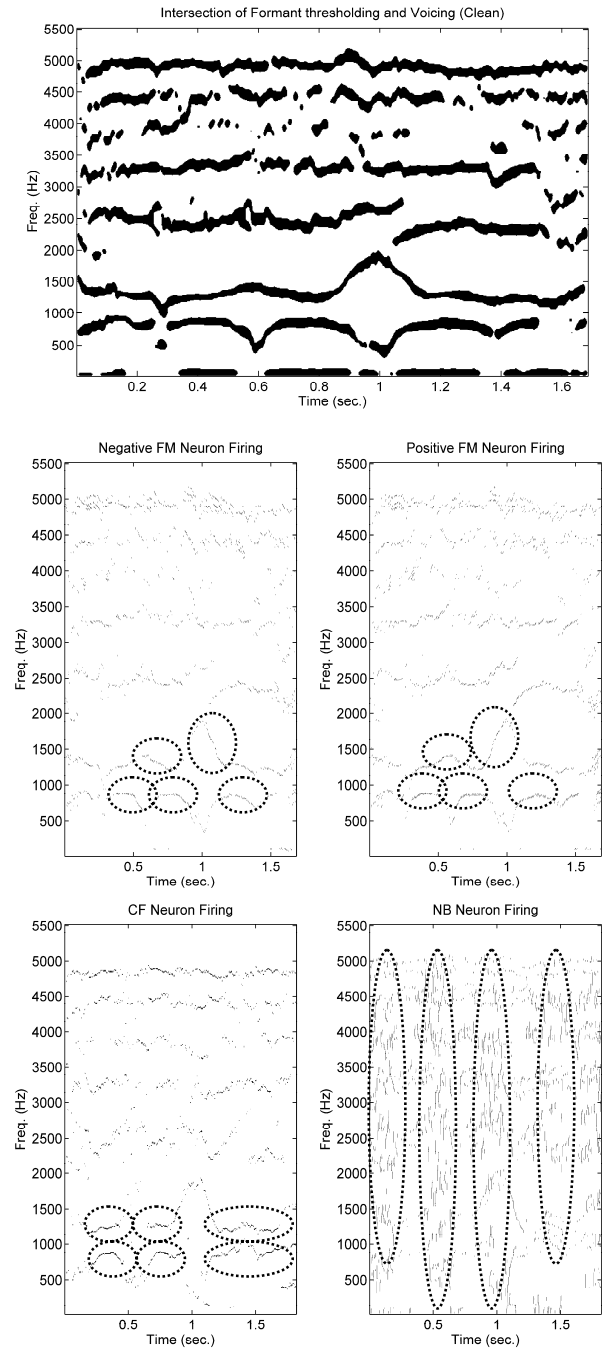 Intersection of Formant thresholding and Voicing (Clean)
5500
5000
4500
4000
3500
3000
2500
2000
1500
1000
500
Freq. (Hz)
0.2 0.4 0.6 0.8 1 1.2 1.4 1.6
Time (sec.)
Negative FM Neuron Firing
5500
5000
4500
4000
3500
3000
2500
2000
1500
1000
500
Freq. (Hz)
0.5 1 1.5
Time (sec.)
Positive FM Neuron Firing
5500
5000
4500
4000
3500
3000
2500
2000
1500
1000
500
Freq. (Hz)
0.5 1 1.5
Time (sec.)
CF Neuron Firing
5500
5000
4500
4000
3500
3000
2500
2000
1500
1000
500
Freq. (Hz)
0.5 1 1.5
Time (sec.)
NB Neuron Firing
5500
5000
4500
4000
3500
3000
2500
2000
1500
1000
500
Freq. (Hz)
0.5 1 1.5
Time (sec.)